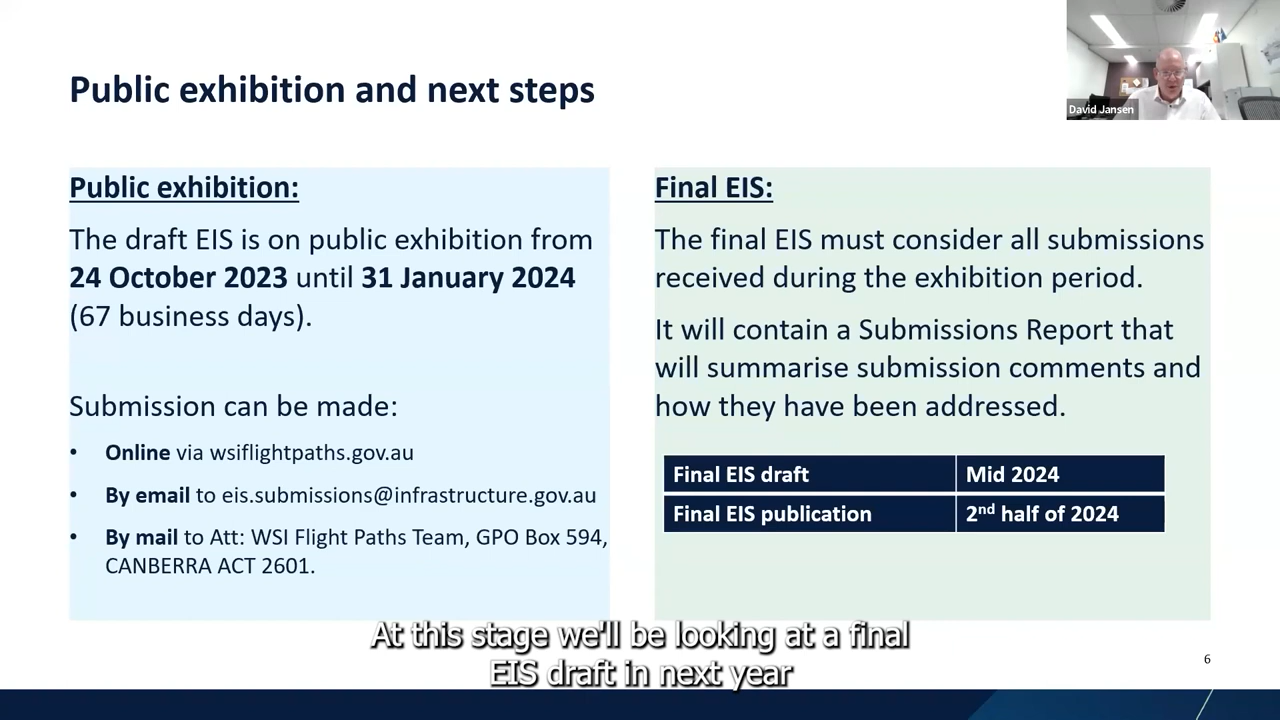 Public exhibition and next steps
David Jansen
Public exhibition:
The draft EIS is on public exhibition from
24 October 2023 until 31 January 2024
(67 business days).
Submission can be made:
• Online via wsiflightpaths.gov.au
• By email to eis.submissions@infrastructure.gov.au
• By mail to Att: WSI Flight Paths Team, GPO Box 594,
CANBERRA ACT 2601.
Final EIS:
The final EIS must consider all submissions
received during the exhibition period.
It will contain a Submissions Report that
will summarise submission comments and
how they have been addressed.
Final EIS draft Mid 2024
Final EIS publication 2nd half of 2024
At this stage we'll be looking at a final
EIS draft in next year
6